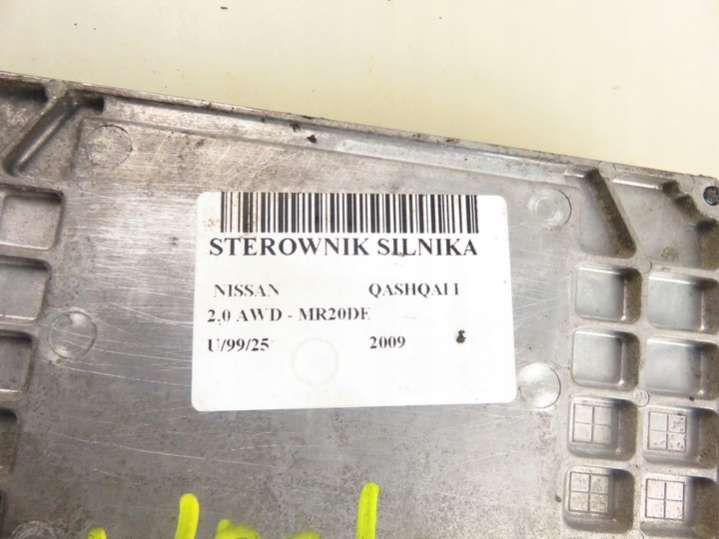 STEROWNIK SILNIKA
NISSAN QASHQAI I
2.0 AWD - MR20DE
U/99/25 2009